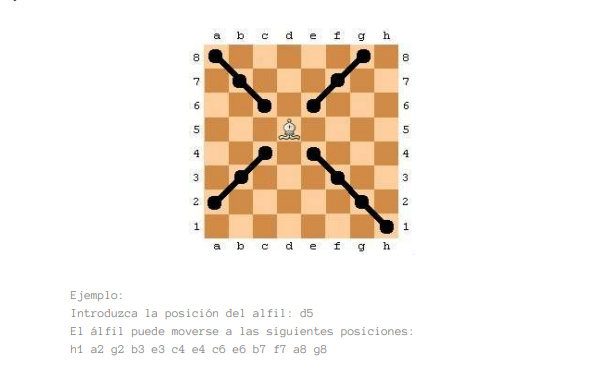 a b c d e f g h
8 8
7 7
6 6
5 5
4 4
3 3
2 2
1 1
a b c d e f g h
Ejemplo:
Introduzca la posición del alfil: d5
El álfil puede moverse a las siguientes posiciones:
h1 a2 g2 b3 e3 c4 e4 c6 e6 b7 f7 a8 g8